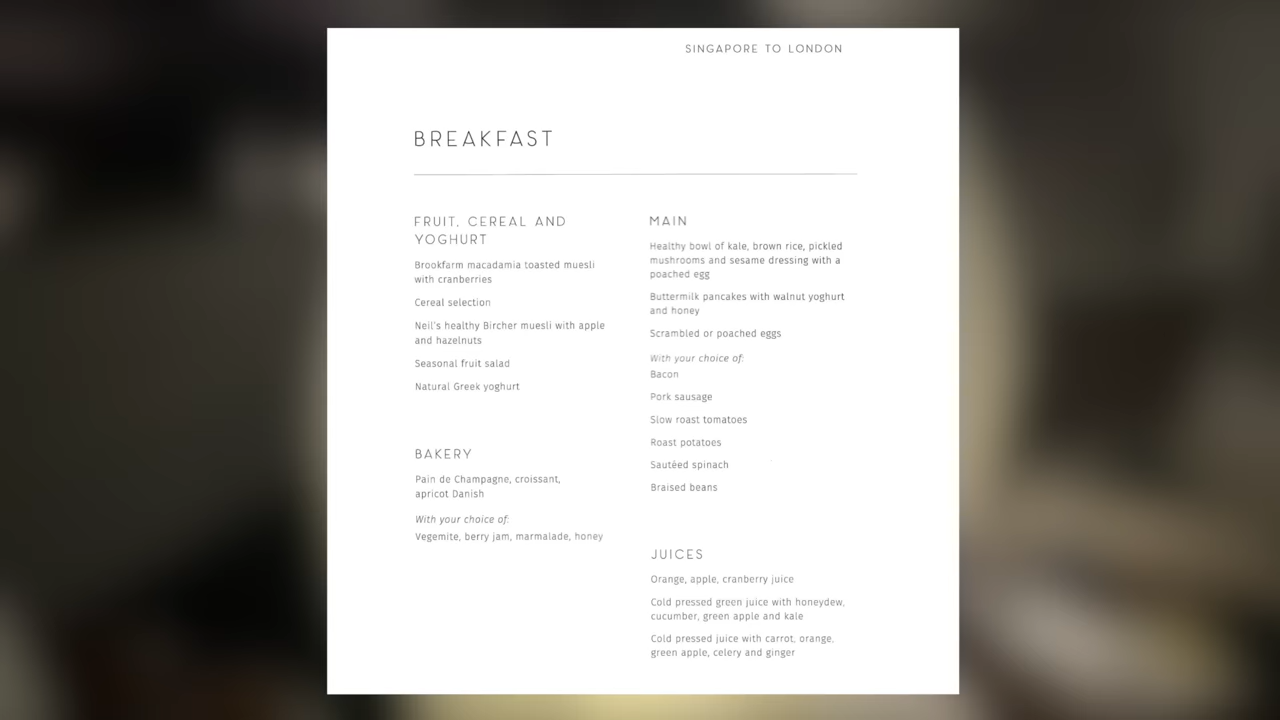 SINGAPORE TO LONDON
BREAKFAST
FRUIT, CEREAL AND
YOGHURT
Brookfarm macadamia toasted muesli
with cranberries
Cereal selection
Neil's healthy Bircher muesli with apple
and hazelnuts
Seasonal fruit salad
Natural Greek yoghurt
BAKERY
Pain de Champagne, croissant,
apricot Danish
With your choice of:
Vegemite, berry jam, marmalade, honey
MAIN
Healthy bowl of kale, brown rice, pickled
mushrooms and sesame dressing with a
poached egg
Buttermilk pancakes with walnut yoghurt
and honey
Scrambled or poached eggs
With your choice of:
Bacon
Pork sausage
Slow roast tomatoes
Roast potatoes
Sautéed spinach
Braised beans
JUICES
Orange, apple, cranberry juice
Cold pressed green juice with honeydew,
cucumber, green apple and kale
Cold pressed juice with carrot, orange,
green apple, celery and ginger